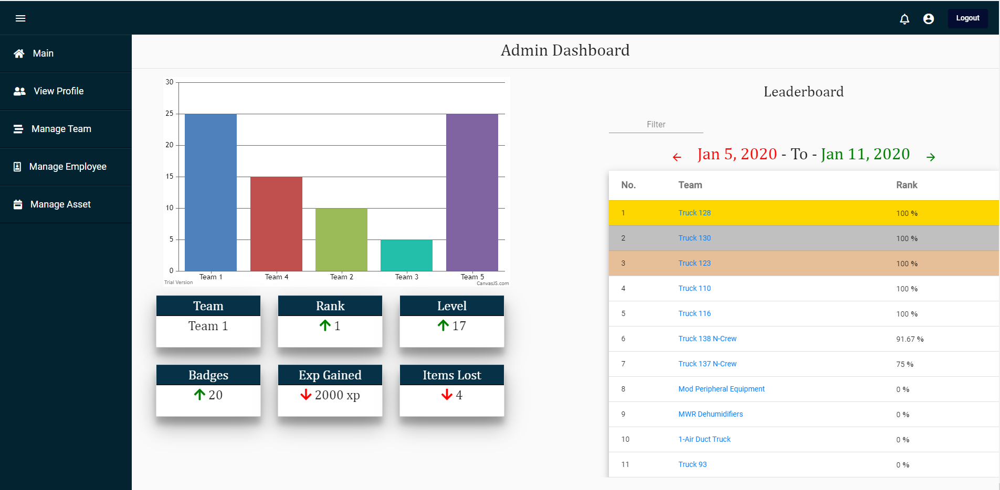 Logout
Main
View Profile
Manage Team
Manage Employee
Manage Asset
Admin Dashboard
30
25
20
15
10
5
0
Team 1 Team 4 Team 2 Team 3 Team 5
Trial Version CanvasJS.com
Team Rank Level
Team 1 1 17
Badges Exp Gained Items Lost
20 2000 xp 4
Leaderboard
Filter
Jan 5, 2020 - To - Jan 11, 2020
No. Team Rank
1 Truck 128 100 %
2 Truck 130 100 %
3 Truck 123 100 %
4 Truck 110 100 %
5 Truck 116 100 %
6 Truck 138 N-Crew 91.67 %
7 Truck 137 N-Crew 75 %
8 Mod Peripheral Equipment 0 %
9 MWR Dehumidifiers 0 %
10 1-Air Duct Truck 0 %
11 Truck 93 0 %